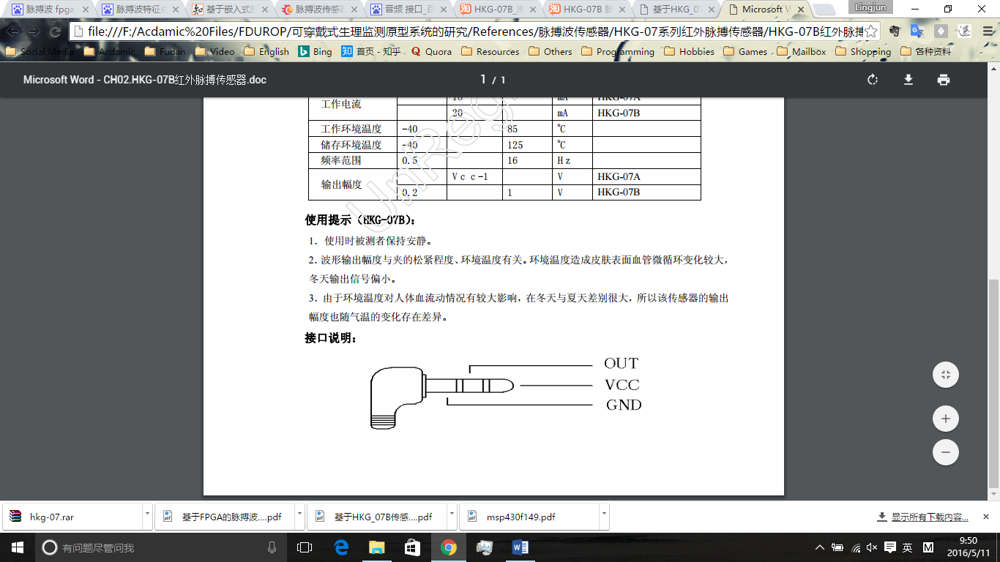 脉搏波 fpga
脉搏波特征点
基于嵌入式的
脉搏波传感器
音频 接口_百
HKG-07B_淘
HKG-07B 脉
基于HKG_07
Microsoft W
Lingjun
file:///F:/Acdamic%20Files/FDUROP/可穿戴式生理监测原型系统的研究/References/脉搏波传感器/HKG-07系列红外脉搏传感器/HKG-07B红外脉搏
Social Media
Acdamic
Fudan
Video
English
Bing
首页 - 知乎
Quora
Resources
Others
Programming
Hobbies
Games
Mailbox
Shopping
各种资料
Microsoft Word - CH02.HKG-07B红外脉搏传感器.doc
1 / 1
工作电流 18 mA HKG-07A
20 mA HKG-07B
工作环境温度 -40 85 ℃
储存环境温度 -40 125 ℃
频率范围 0.5 16 Hz
输出幅度 Vcc-1 V HKG-07A
0.2 1 V HKG-07B
UnReg
使用提示（HKG-07B）：
1．使用时被测者保持安静。
2．波形输出幅度与夹的松紧程度、环境温度有关。环境温度造成皮肤表面血管微循环变化较大，
冬天输出信号偏小。
3．由于环境温度对人体血流动情况有较大影响，在冬天与夏天差别很大，所以该传感器的输出
幅度也随气温的变化存在差异。
接口说明：
OUT
VCC
GND
hkg-07.rar
基于FPGA的脉搏波....pdf
基于HKG_07B传感....pdf
msp430f149.pdf
显示所有下载内容...
有问题尽管问我
英
M
9:50
2016/5/11